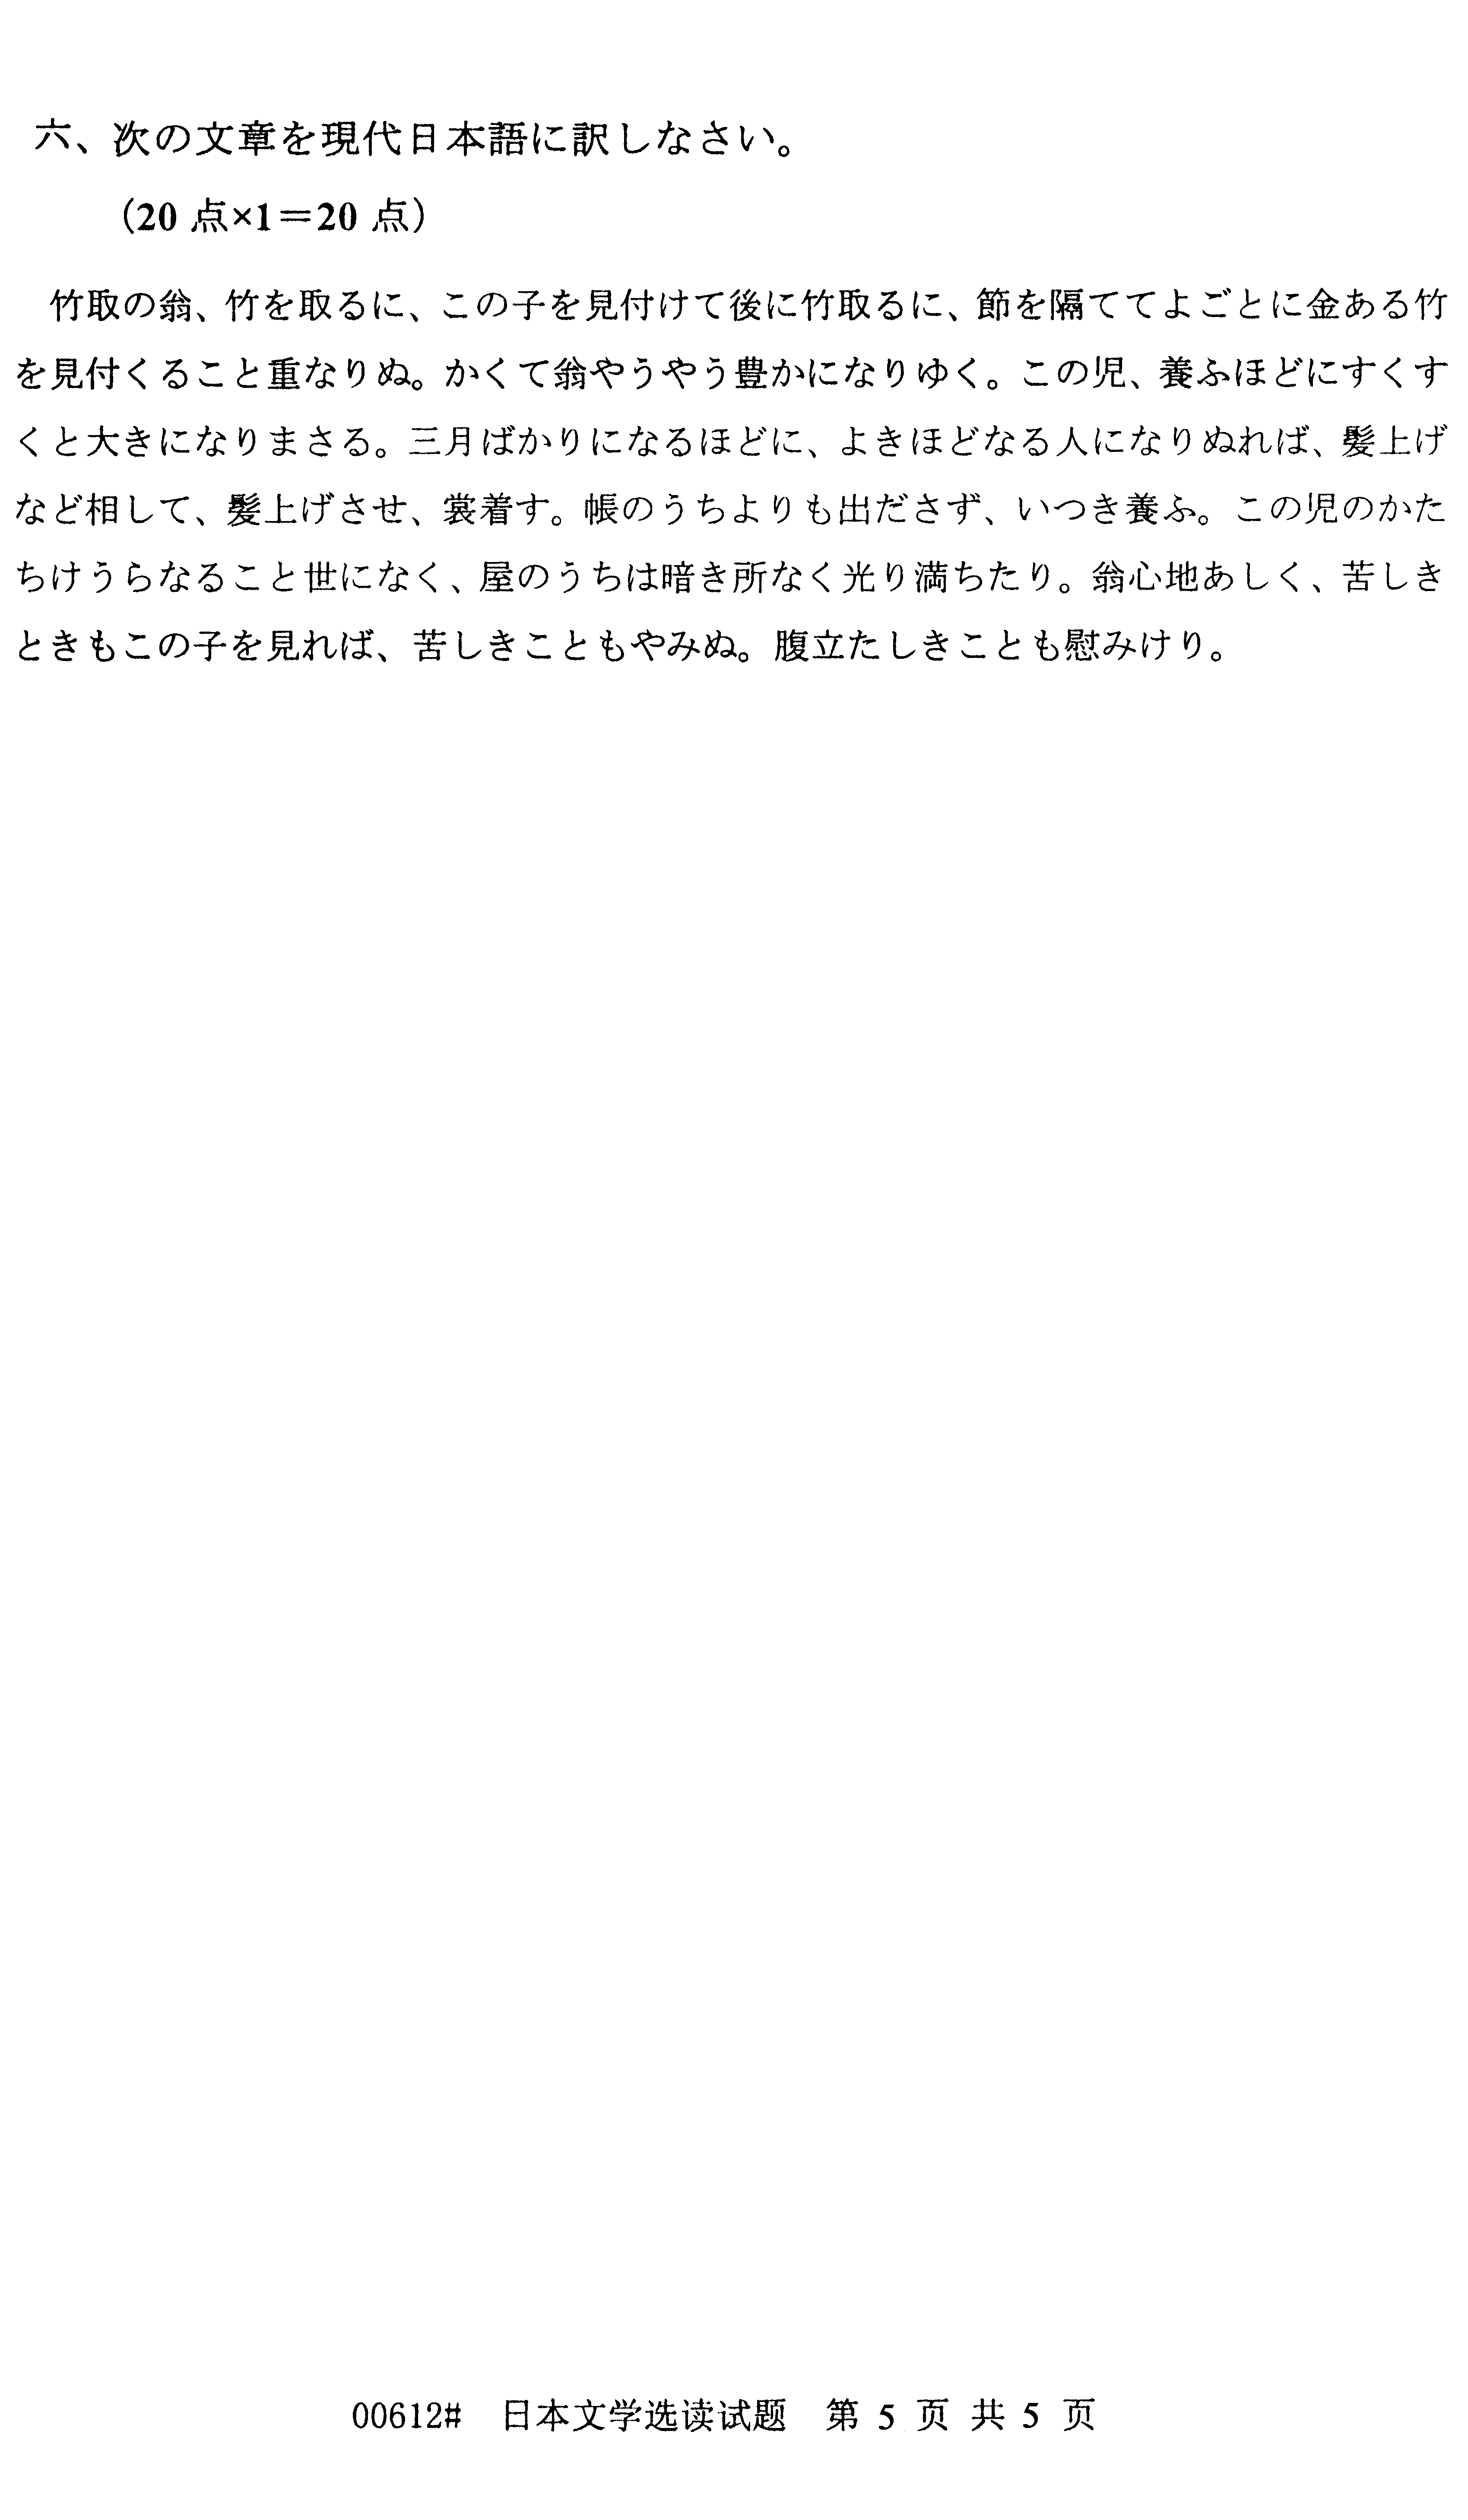 六、次の文章を現代日本語に訳しなさい。
（20 点×1＝20 点）
竹取の翁、竹を取るに、この子を見付けて後に竹取るに、節を隔ててよごとに金ある竹
を見付くること重なりぬ。かくて翁やうやう豊かになりゆく。この児、養ふほどにすくす
くと大きになりまさる。三月ばかりになるほどに、よきほどなる人になりぬれば、髪上げ
など相して、髪上げさせ、裳着す。帳のうちよりも出ださず、いつき養ふ。この児のかた
ちけうらなること世になく、屋のうちは暗き所なく光り満ちたり。翁心地あしく、苦しき
ときもこの子を見れば、苦しきこともやみぬ。腹立たしきことも慰みけり。
00612# 日本文学选读试题 第 5 页 共 5 页